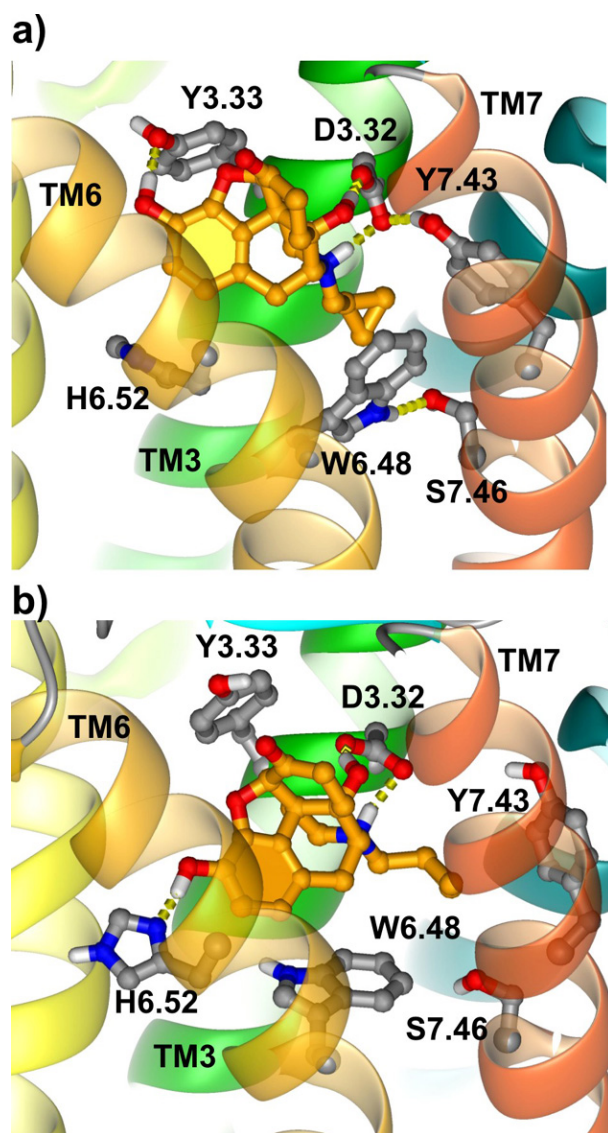 a)
Y3.33
D3.32
TM7
TM6
Y7.43
H6.52
TM3
W6.48
S7.46
b)
Y3.33
TM7
TM6
D3.32
Y7.43
W6.48
H6.52
S7.46
TM3